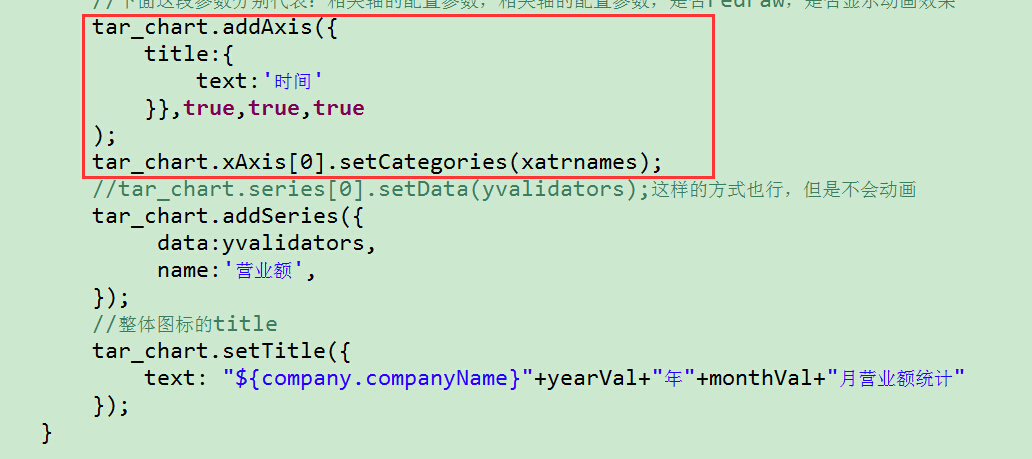 //下面这段参数分别代表：相关轴的配置参数，相关轴的配置参数，是否redraw，是否显示动画效果
tar_chart.addAxis({
title:{
text:'时间'
}},true,true,true
);
tar_chart.xAxis[0].setCategories(xatrnames);
//tar_chart.series[0].setData(yvalidators);这样的方式也行，但是不会动画
tar_chart.addSeries({
data:yvalidators,
name:'营业额',
});
//整体图标的title
tar_chart.setTitle({
text: "${company.companyName}"+yearVal+"年"+monthVal+"月营业额统计"
});
}